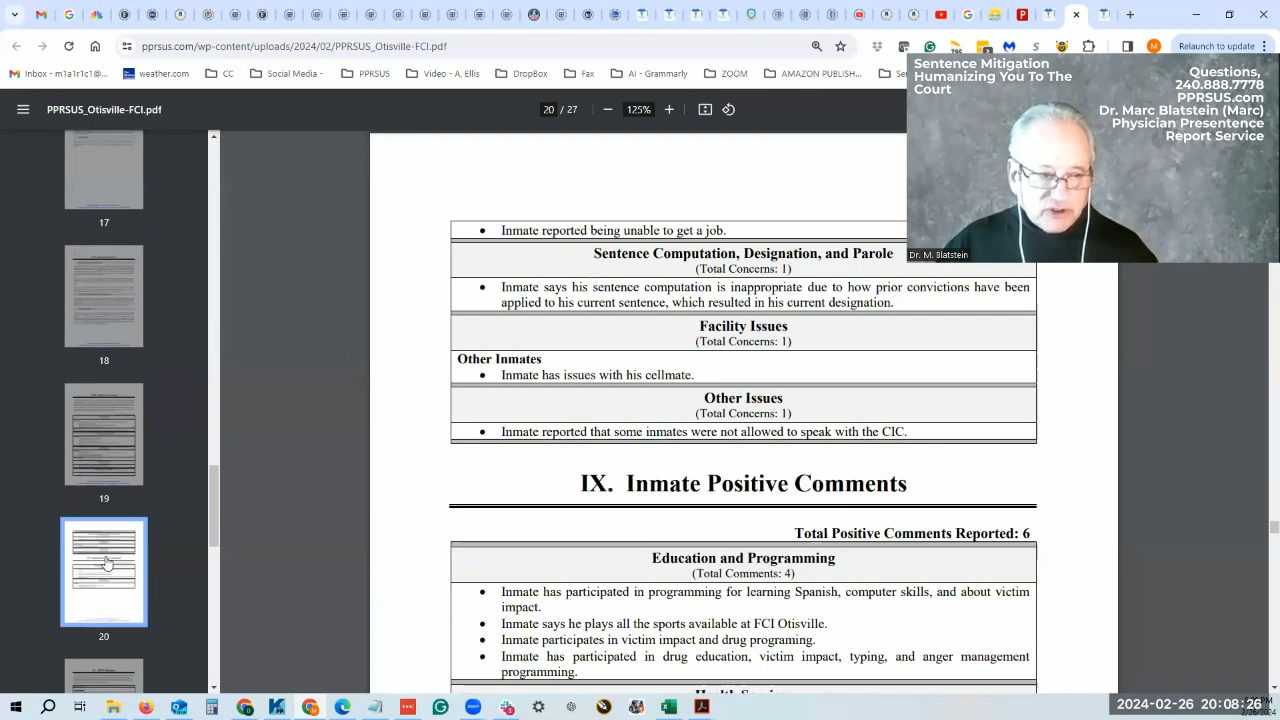 pprsus.com/wp-content/uploaam/2024/02/PPRSUS_Otisville-FCI.pdf
Relaunch to update
Inbox - m1a1r1c1@...
weather.com
CC
Social Media -
PPRSUS
Video - A, Ellis
DropBox
Fax
AI - Grammarly
ZOOM
AMAZON PUBLISH...
Sentence Mitigation
Humanizing You To The
Court
Questions,
240.888.7778
PPRSUS.com
Dr. Marc Blatstein (Marc)
Physician Presentence
Report Service
Dr. M. Blatstein
PPRSUS_Otisville-FCI.pdf
20 / 27
125%
17
18
19
20
• Inmate reported being unable to get a job.
Sentence Computation, Designation, and Parole
(Total Concerns: 1)
• Inmate says his sentence computation is inappropriate due to how prior convictions have been
applied to his current sentence, which resulted in his current designation.
Facility Issues
(Total Concerns: 1)
Other Inmates
• Inmate has issues with his cellmate.
Other Issues
(Total Concerns: 1)
• Inmate reported that some inmates were not allowed to speak with the CIC.
IX. Inmate Positive Comments
Total Positive Comments Reported: 6
Education and Programming
(Total Comments: 4)
• Inmate has participated in programming for learning Spanish, computer skills, and about victim
impact.
• Inmate says he plays all the sports available at FCI Otisville.
• Inmate participates in victim impact and drug programing.
• Inmate has participated in drug education, victim impact, typing, and anger management
programming.
2024-02-26 20:08:26